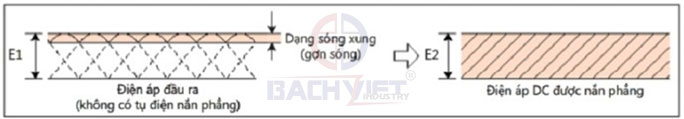 E1
Dạng sóng xung
(gợn sóng)
Điện áp đầu ra
(không có tụ điện nắn phẳng)
E2
Điện áp DC được nắn phẳng
BACHVIET
INDUSTRY